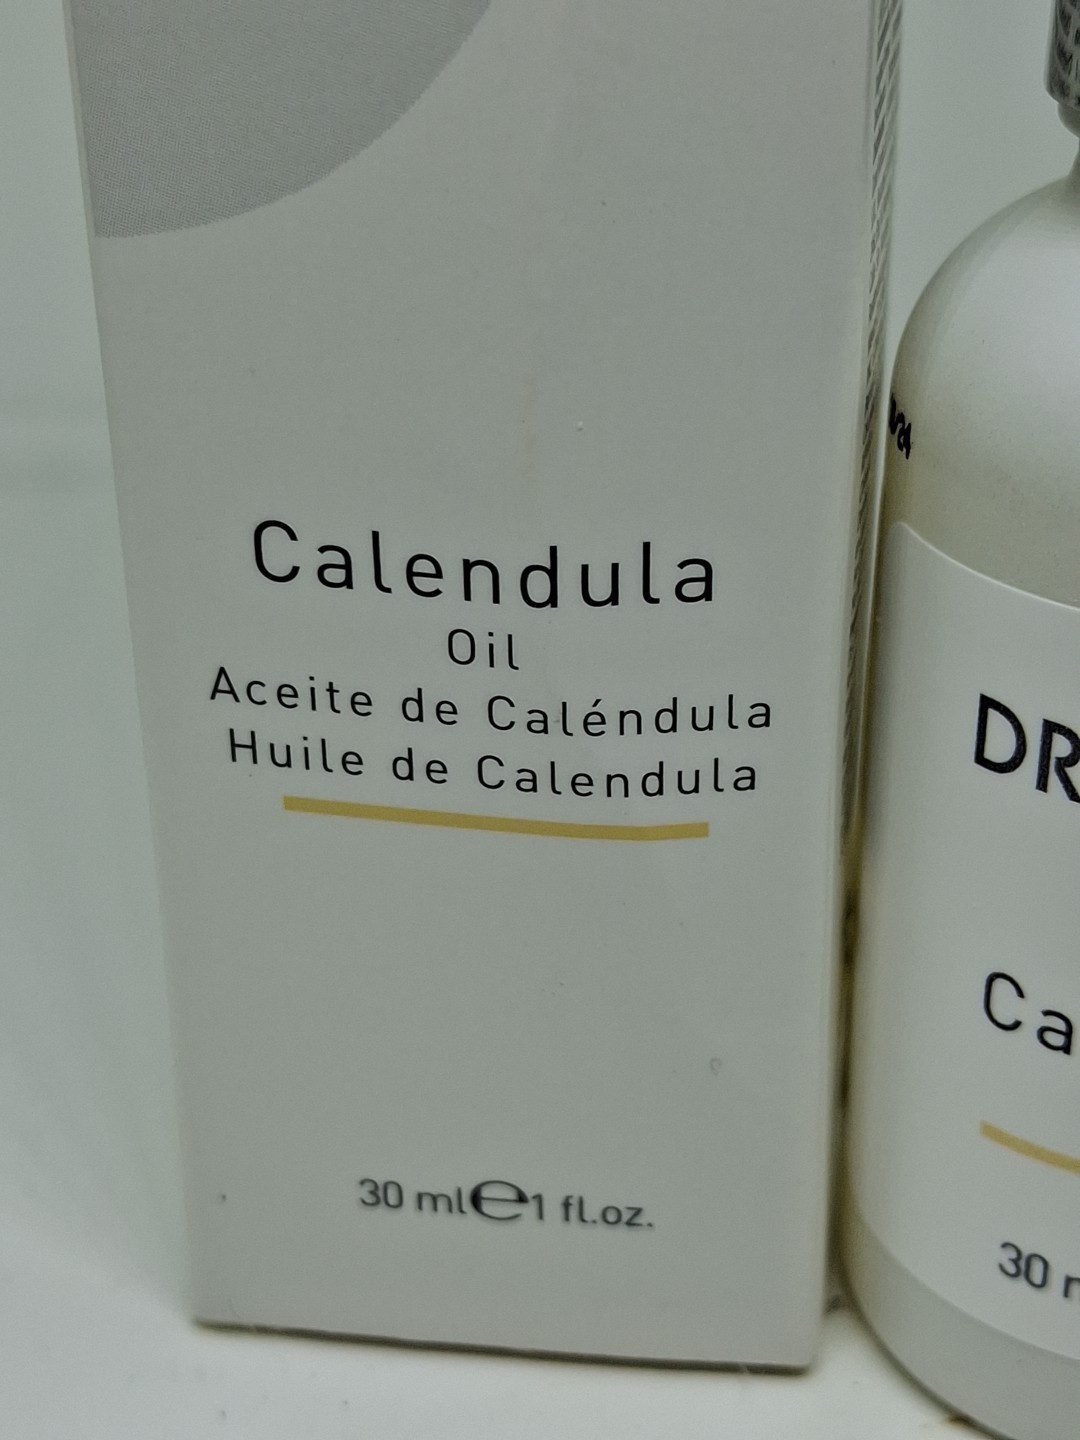 Calendula
Oil
Aceite de Caléndula
Huile de Calendula
30 ml℮1 fl.oz.
DR
Ca
30